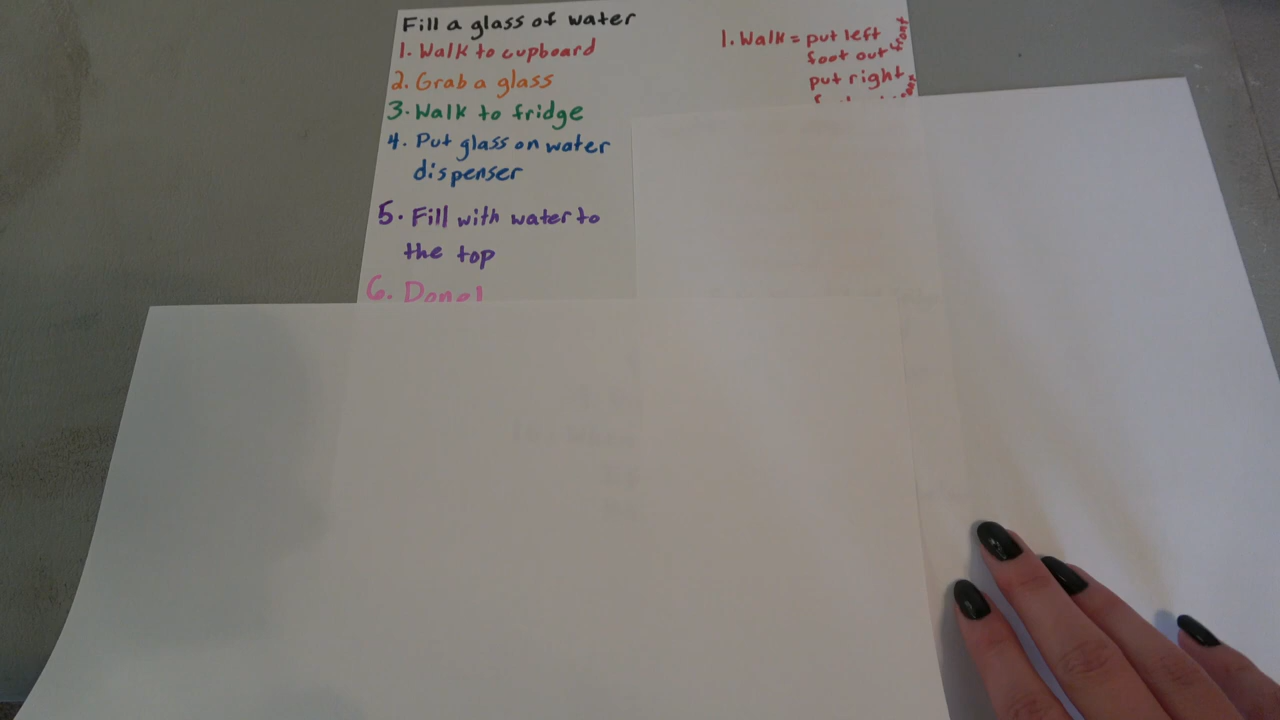 Fill a glass of water
1. Walk to cupboard
2. Grab a glass
3. Walk to fridge
4. Put glass on water
dispenser
5. Fill with water to
the top
6. Done!
1. Walk = put left
foot out front
put right